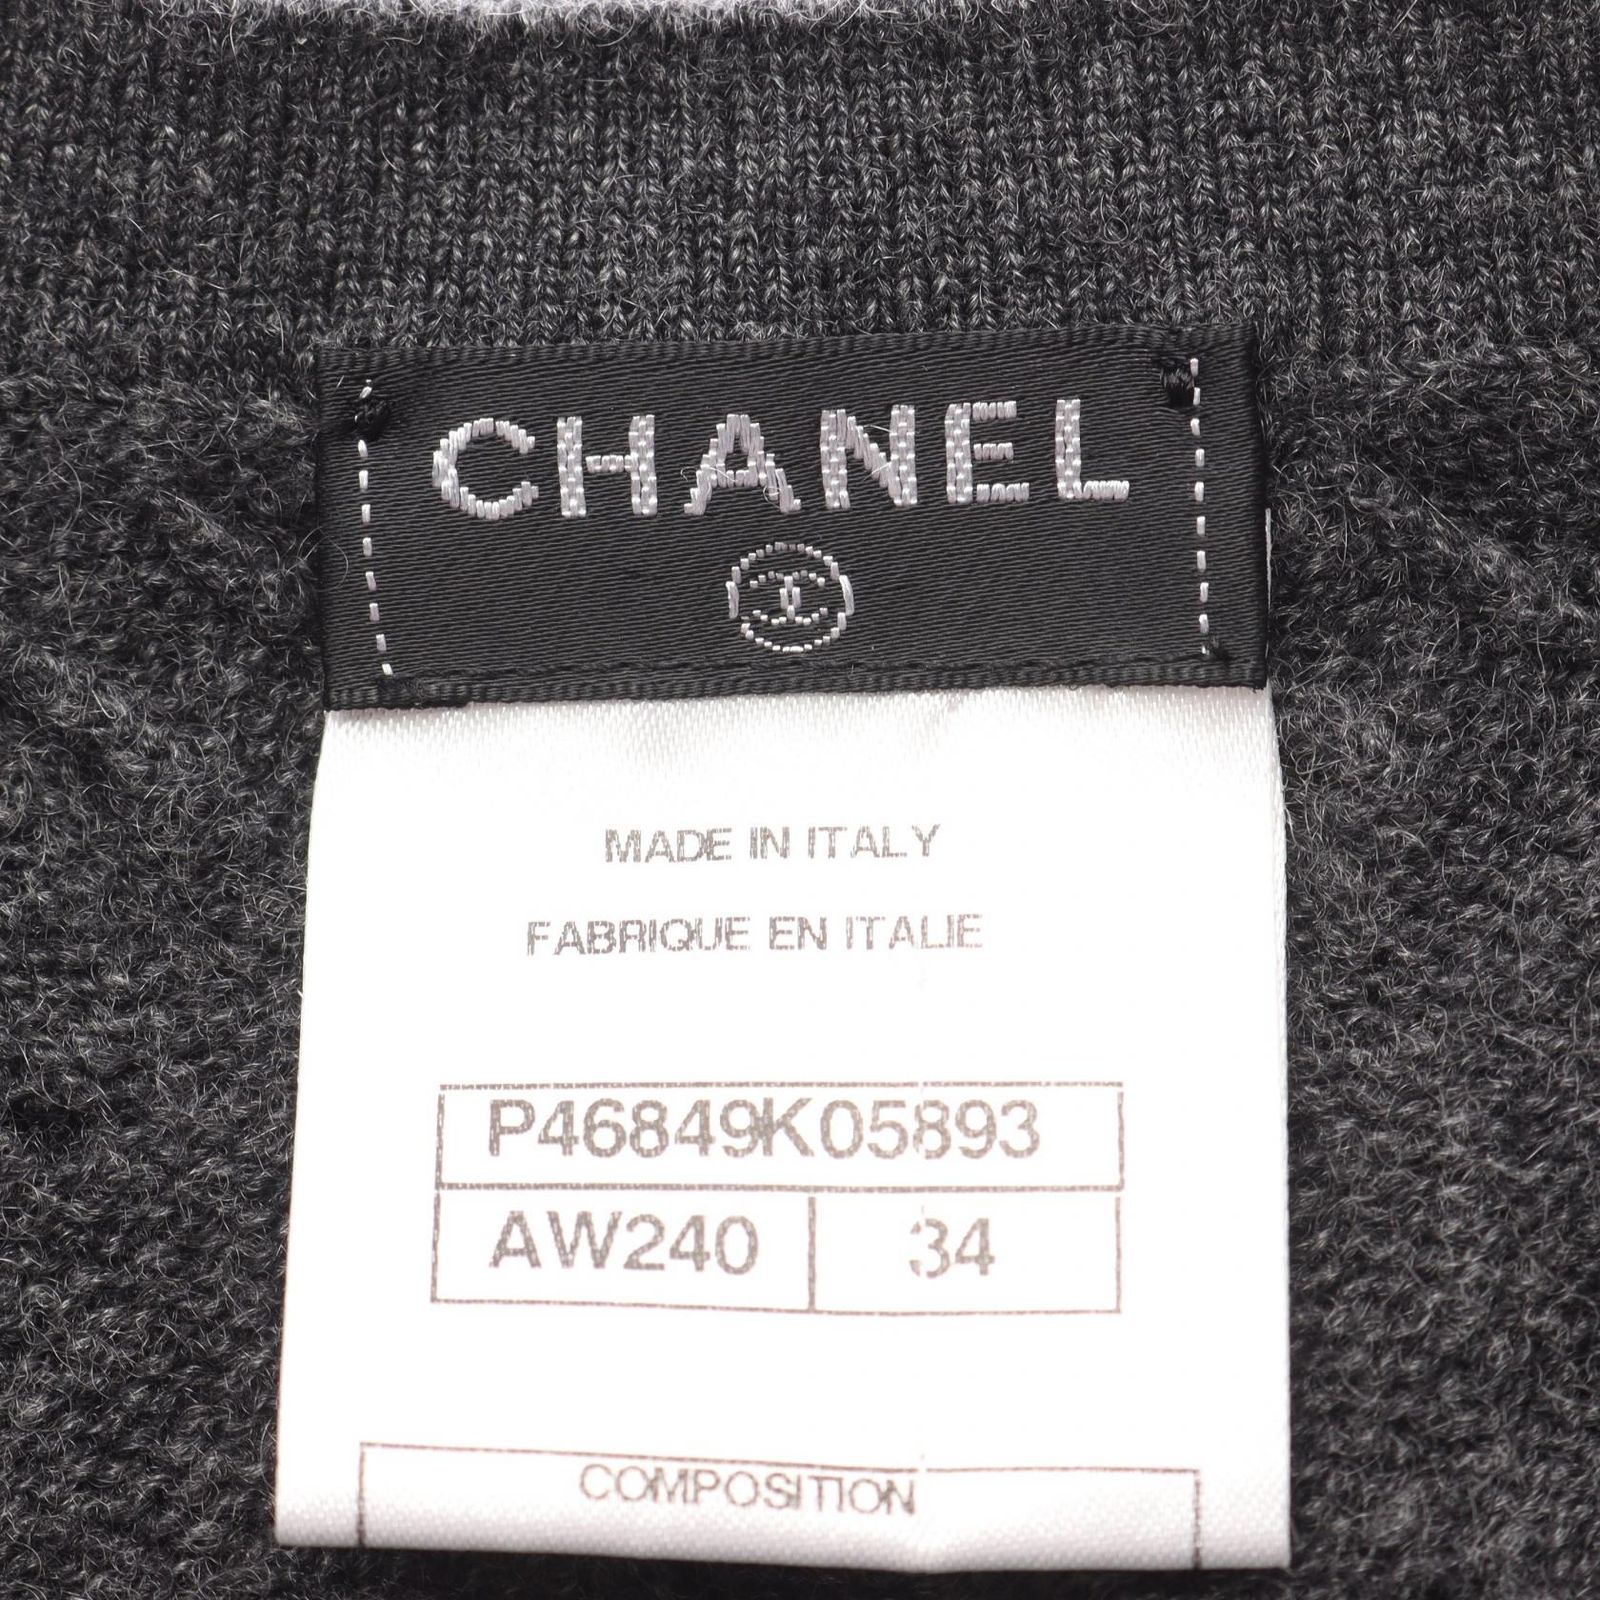 CHANEL
MADE IN ITALY
FABRIQUE EN ITALIE
P46849K05893
AW240 34
COMPOSITION